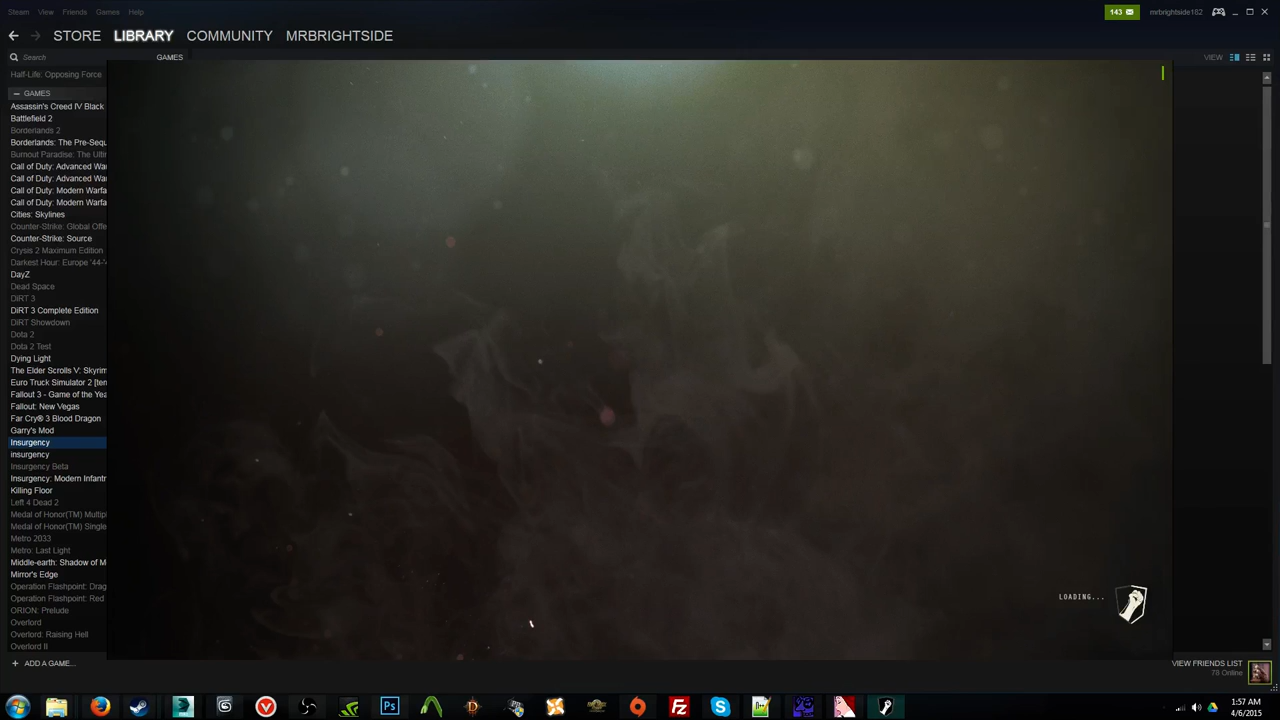 Steam View Friends Games Help
143
mrbrightside182
STORE LIBRARY COMMUNITY MRBRIGHTSIDE
Search
GAMES
VIEW
Half-Life: Opposing Force
GAMES
Assassin's Creed IV Black
Battlefield 2
Borderlands 2
Borderlands: The Pre-Sequ
Burnout Paradise: The Ultin
Call of Duty: Advanced Wa
Call of Duty: Advanced Wa
Call of Duty: Modern Warfa
Call of Duty: Modern Warfa
Cities: Skylines
Counter-Strike: Global Offe
Counter-Strike: Source
Crysis 2 Maximum Edition
Darkest Hour: Europe '44-'4
DayZ
Dead Space
DiRT 3
DiRT 3 Complete Edition
DiRT Showdown
Dota 2
Dota 2 Test
Dying Light
The Elder Scrolls V: Skyrim
Euro Truck Simulator 2 [ten
Fallout 3 - Game of the Yea
Fallout: New Vegas
Far Cry® 3 Blood Dragon
Garry's Mod
Insurgency
insurgency
Insurgency Beta
Insurgency: Modern Infantr
Killing Floor
Left 4 Dead 2
Medal of Honor(TM) Multip
Medal of Honor(TM) Single
Metro 2033
Metro: Last Light
Middle-earth: Shadow of M
Mirror's Edge
Operation Flashpoint: Drag
Operation Flashpoint: Red
ORION: Prelude
Overlord
Overlord: Raising Hell
Overlord II
LOADING...
ADD A GAME...
VIEW FRIENDS LIST
78 Online
1:57 AM
4/6/2015